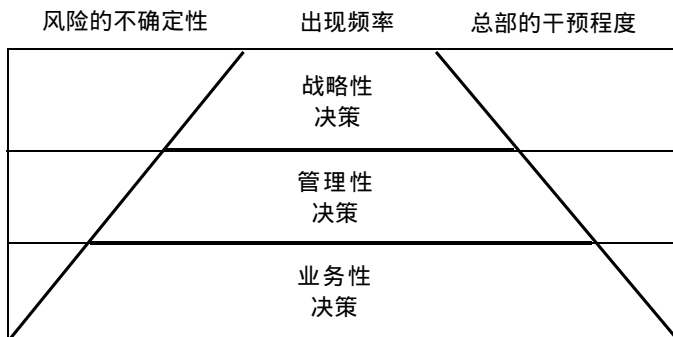 风险的不确定性 出现频率 总部的干预程度
战略性
决策
管理性
决策
业务性
决策